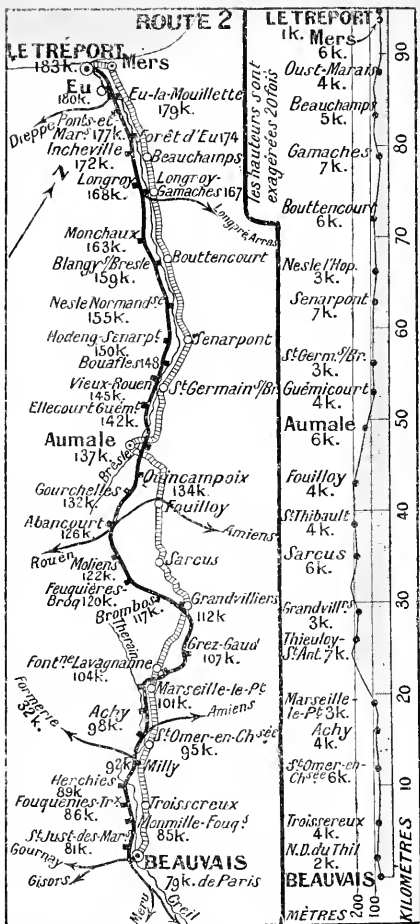 ROUTE 2
LE TRÉPORT
183k.
Mers
Eu
180k.
Eu-la-Mouillette
179k.
Dieppe
Ponts-et-
Mars 177k.
Forêt d'Eu 174
Incheville
172k.
Beauchamps
Longroy
168k.
Longroy-
Gamaches 167
Longpré, Arras
N
Monchaux
163k.
Bouttencourt
Blangy s/Bresle
159k.
Nesle Normandse
155k.
Hodeng-Senarpt
150k.
Senarpont
Bouafles 148
Vieux-Rouen
145k.
St Germain s/Br.
Ellecourt Guémt
142k.
Aumale
137k.
Bresle
Quincampoix
134k.
Gourchelles
132k.
Fouilloy
Abancourt
126k.
Amiens
Rouen
Moliens
122k.
Sarcus
Feuquières-
Broq 120k.
Grandvilliers
112k
Brombos
117k.
Thérain
Grez-Gaudt
107k.
Fontne Lavagnanne
104k.
Marseille-le-Pt
101k.
Formerie
32k.
Achy
98k.
Amiens
St Omer-en-Chsée
95k.
92k
Milly
Herchies
89k
Fouquenies-Trx
86k.
Troissereux
Monmille-Fouqs
85k.
St Just-des-Mars
81k.
Gournay
BEAUVAIS
79k. de Paris
Gisors
Meru
Creil
les hauteurs sont
exagérées 20 fois
LE TRÉPORT
1k.
Mers
6k.
Oust-Marais
4k.
Beauchamps
5k.
Gamaches
7k.
Bouttencourt
6k.
Nesle l'Hop.
3k.
Senarpont
7k.
St Germ. s/Br.
3k.
Guémicourt
4k.
Aumale
6k.
Fouilloy
4k.
St Thibault
4k.
Sarcus
6k.
Grandvillrs
3k.
Thieuloy-
St Ant. 7k.
Marseille
le-Pt 3k.
Achy
4k.
St Omer-en-
Chsée 6k.
Troissereux
4k.
N.D. du Thil
2k.
BEAUVAIS
MÈTRES
200
100
KILOMÈTRES
90
80
70
60
50
40
30
20
10